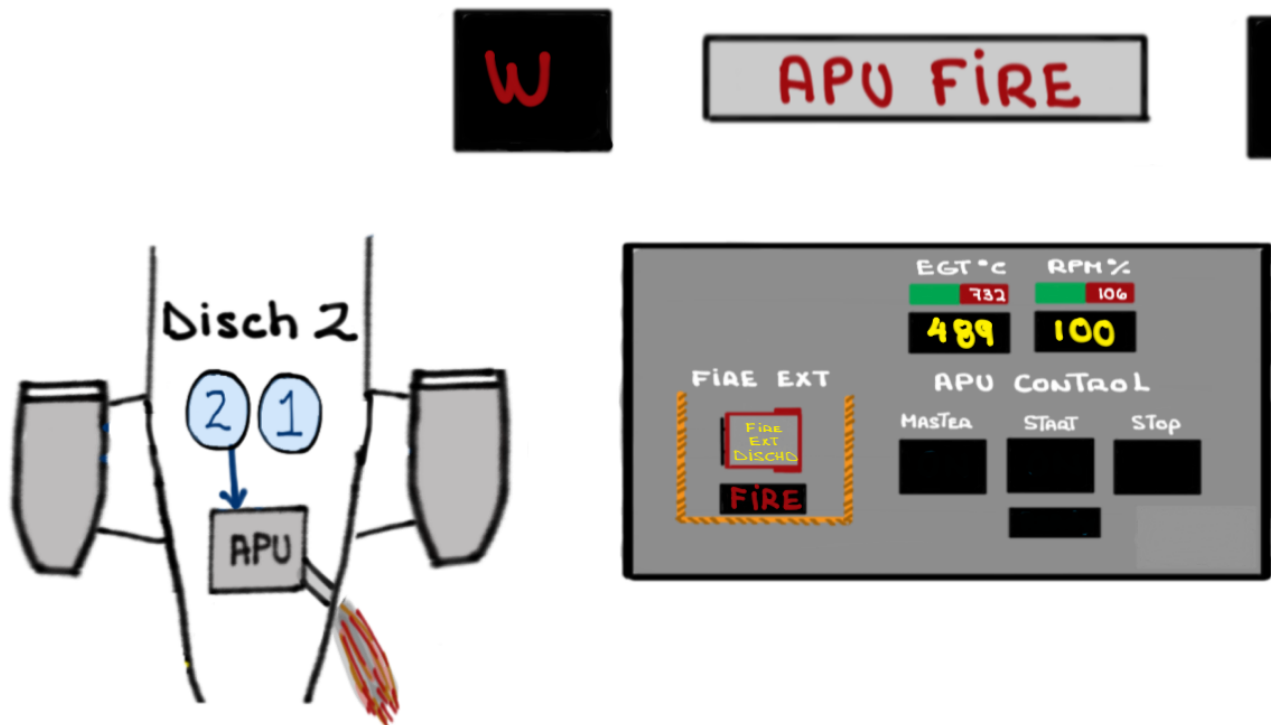 W
APU FiRE
Disch 2
2 1
APU
EGT °C RPM %
732 106
489 100
FiRE EXT
APU CONTROL
MASTER START STOP
FiRE
EXT
DISCHD
FiRE